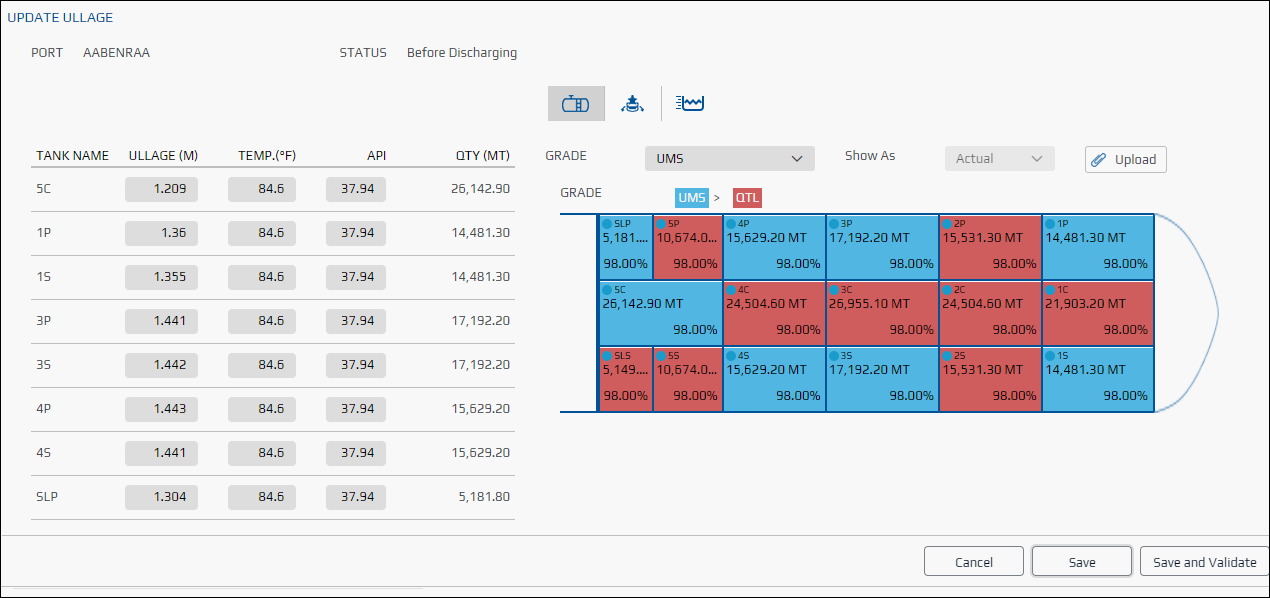 UPDATE ULLAGE
PORT AABENRAA STATUS Before Discharging
TANK NAME ULLAGE (M) TEMP.(°F) API QTY (MT)
5C 1.209 84.6 37.94 26,142.90
1P 1.36 84.6 37.94 14,481.30
1S 1.355 84.6 37.94 14,481.30
3P 1.441 84.6 37.94 17,192.20
3S 1.442 84.6 37.94 17,192.20
4P 1.443 84.6 37.94 15,629.20
4S 1.441 84.6 37.94 15,629.20
SLP 1.304 84.6 37.94 5,181.80
GRADE UMS Show As Actual Upload
GRADE UMS > QTL
SLP 5P 4P 3P 2P 1P
5,181.... 10,674.0... 15,629.20 MT 17,192.20 MT 15,531.30 MT 14,481.30 MT
98.00% 98.00% 98.00% 98.00% 98.00% 98.00%
5C 4C 3C 2C 1C
26,142.90 MT 24,504.60 MT 26,955.10 MT 24,504.60 MT 21,903.20 MT
98.00% 98.00% 98.00% 98.00% 98.00%
SLS 5S 4S 3S 2S 1S
5,149.... 10,674.0... 15,629.20 MT 17,192.20 MT 15,531.30 MT 14,481.30 MT
98.00% 98.00% 98.00% 98.00% 98.00% 98.00%
Cancel Save Save and Validate